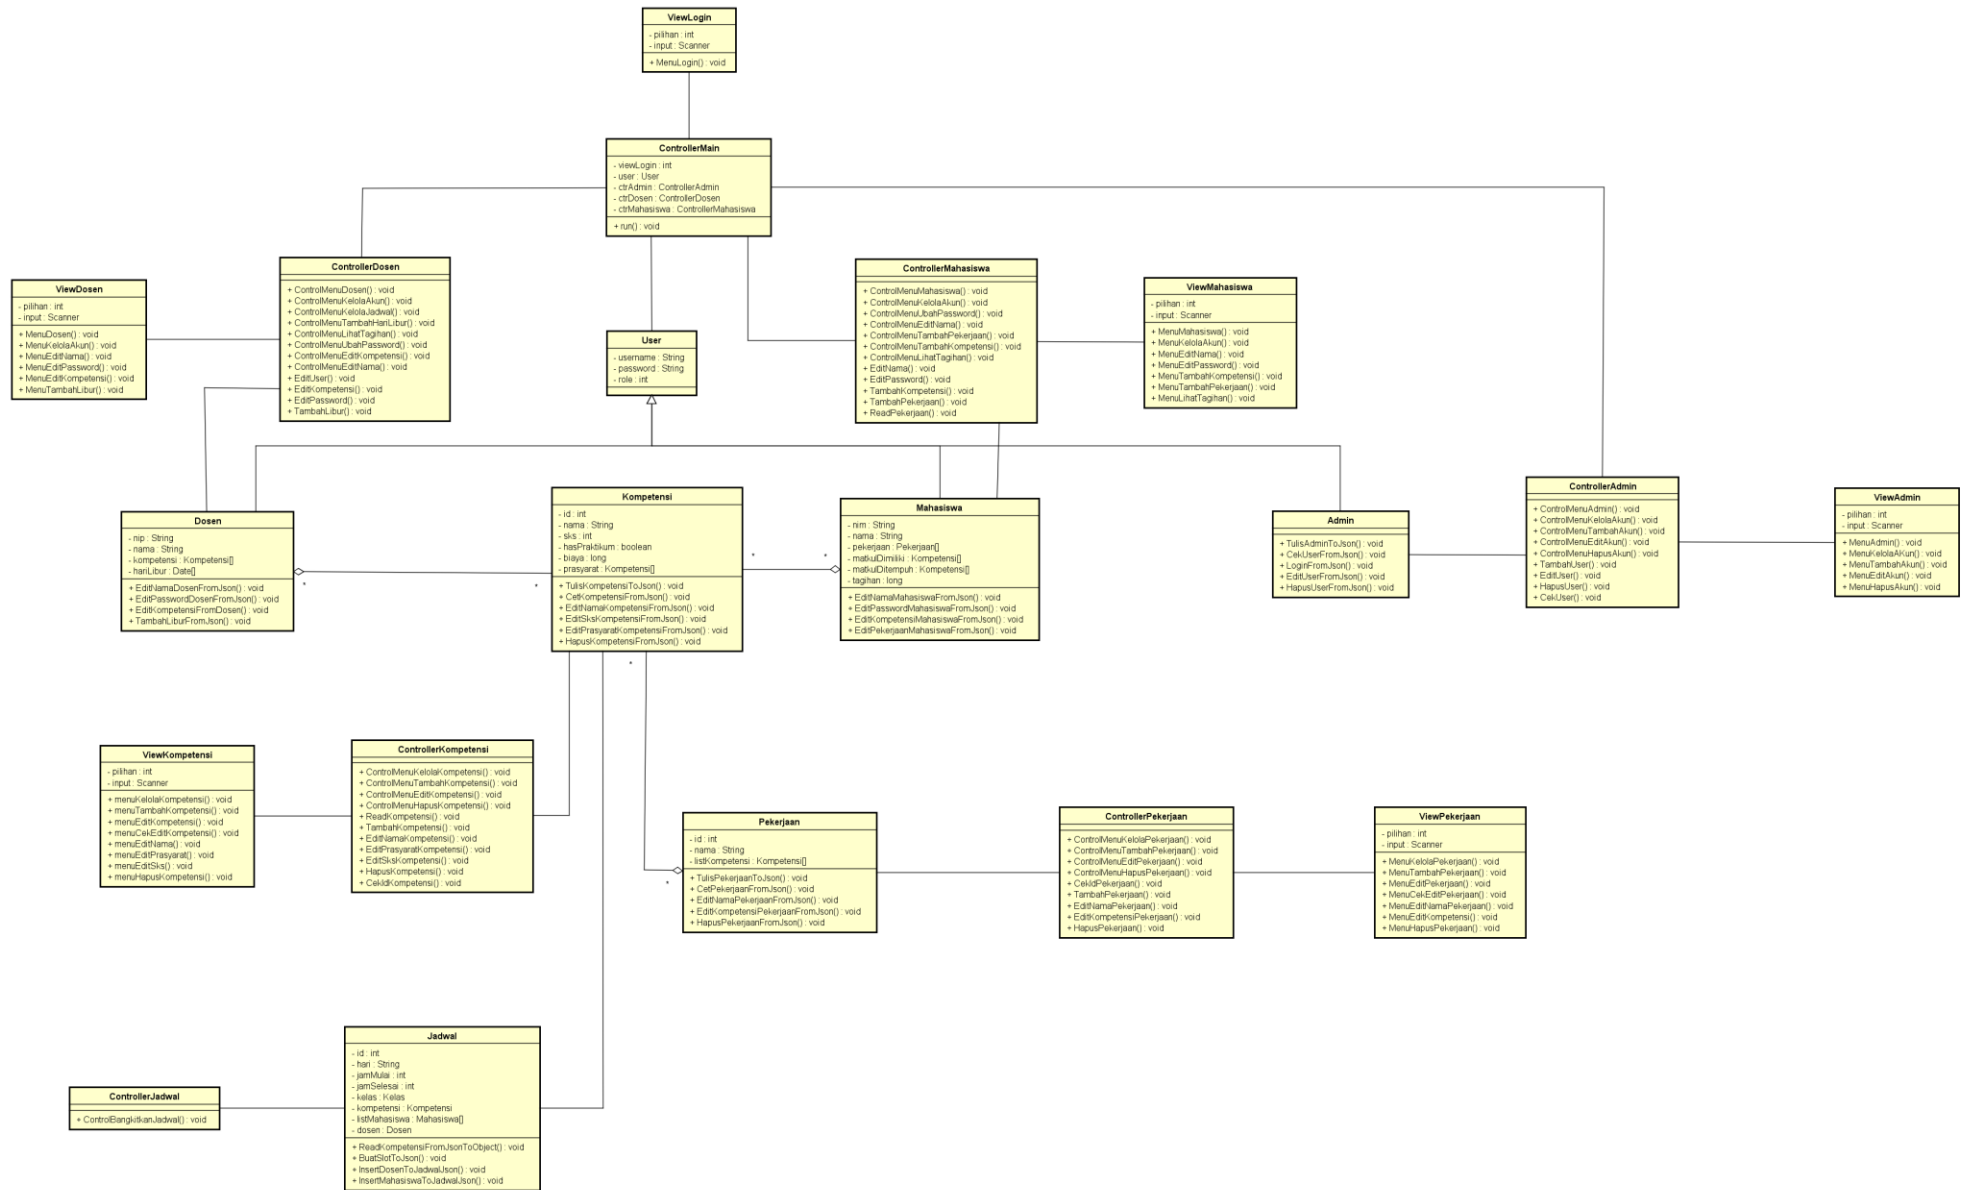 ViewLogin
- pilihan : int
- input : Scanner
+ MenuLogin() : void
ControllerMain
- viewLogin : int
- user : User
- ctrAdmin : ControllerAdmin
- ctrDosen : ControllerDosen
- ctrMahasiswa : ControllerMahasiswa
+ run() : void
ControllerDosen
+ ControlMenuDosen() : void
+ ControlMenuKelolaAkun() : void
+ ControlMenuKelolaJadwal() : void
+ ControlMenuTambahHariLibur() : void
+ ControlMenuLihatTagihan() : void
+ ControlMenuUbahPassword() : void
+ ControlMenuEditKompetensi() : void
+ ControlMenuEditNama() : void
+ EditUser() : void
+ EditKompetensi() : void
+ EditPassword() : void
+ TambahLibur() : void
ViewDosen
- pilihan : int
- input : Scanner
+ MenuDosen() : void
+ MenuKelolaAkun() : void
+ MenuEditNama() : void
+ MenuEditPassword() : void
+ MenuEditKompetensi() : void
+ MenuTambahLibur() : void
User
- username : String
- password : String
- role : int
ControllerMahasiswa
+ ControlMenuMahasiswa() : void
+ ControlMenuKelolaAkun() : void
+ ControlMenuUbahPassword() : void
+ ControlMenuEditNama() : void
+ ControlMenuTambahPekerjaan() : void
+ ControlMenuTambahKompetensi() : void
+ ControlMenuLihatTagihan() : void
+ EditNama() : void
+ EditPassword() : void
+ TambahKompetensi() : void
+ TambahPekerjaan() : void
+ ReadPekerjaan() : void
ViewMahasiswa
- pilihan : int
- input : Scanner
+ MenuMahasiswa() : void
+ MenuKelolaAkun() : void
+ MenuEditNama() : void
+ MenuEditPassword() : void
+ MenuTambahKompetensi() : void
+ MenuTambahPekerjaan() : void
+ MenuLihatTagihan() : void
Dosen
- nip : String
- nama : String
- kompetensi : Kompetensi[]
- hariLibur : Date[]
+ EditNamaDosenFromJson() : void
+ EditPasswordDosenFromJson() : void
+ EditKompetensiFromDosen() : void
+ TambahLiburFromJson() : void
*
*
Kompetensi
- id : int
- nama : String
- sks : int
- hasPraktikum : boolean
- biaya : long
- prasyarat : Kompetensi[]
+ TulisKompetensiToJson() : void
+ CetKompetensiFromJson() : void
+ EditNamaKompetensiFromJson() : void
+ EditSksKompetensiFromJson() : void
+ EditPrasyaratKompetensiFromJson() : void
+ HapusKompetensiFromJson() : void
*
*
Mahasiswa
- nim : String
- nama : String
- pekerjaan : Pekerjaan[]
- matkulDimiliki : Kompetensi[]
- matkulDitempuh : Kompetensi[]
- tagihan : long
+ EditNamaMahasiswaFromJson() : void
+ EditPasswordMahasiswaFromJson() : void
+ EditKompetensiMahasiswaFromJson() : void
+ EditPekerjaanMahasiswaFromJson() : void
Admin
+ TulisAdminToJson() : void
+ CekUserFromJson() : void
+ LoginFromJson() : void
+ EditUserFromJson() : void
+ HapusUserFromJson() : void
ControllerAdmin
+ ControlMenuAdmin() : void
+ ControlMenuKelolaAkun() : void
+ ControlMenuTambahAkun() : void
+ ControlMenuEditAkun() : void
+ ControlMenuHapusAkun() : void
+ TambahUser() : void
+ EditUser() : void
+ HapusUser() : void
+ CekUser() : void
ViewAdmin
- pilihan : int
- input : Scanner
+ MenuAdmin() : void
+ MenuKelolaAKun() : void
+ MenuTambahAkun() : void
+ MenuEditAkun() : void
+ MenuHapusAkun() : void
*
*
ViewKompetensi
- pilihan : int
- input : Scanner
+ menuKelolaKompetensi() : void
+ menuTambahKompetensi() : void
+ menuEditKompetensi() : void
+ menuCekEditKompetensi() : void
+ menuEditNama() : void
+ menuEditPrasyarat() : void
+ menuEditSks() : void
+ menuHapusKompetensi() : void
ControllerKompetensi
+ ControlMenuKelolaKompetensi() : void
+ ControlMenuTambahKompetensi() : void
+ ControlMenuEditKompetensi() : void
+ ControlMenuHapusKompetensi() : void
+ ReadKompetensi() : void
+ TambahKompetensi() : void
+ EditNamaKompetensi() : void
+ EditPrasyaratKompetensi() : void
+ EditSksKompetensi() : void
+ HapusKompetensi() : void
+ CekIdKompetensi() : void
Pekerjaan
- id : int
- nama : String
- listKompetensi : Kompetensi[]
+ TulisPekerjaanToJson() : void
+ CetPekerjaanFromJson() : void
+ EditNamaPekerjaanFromJson() : void
+ EditKompetensiPekerjaanFromJson() : void
+ HapusPekerjaanFromJson() : void
ControllerPekerjaan
+ ControlMenuKelolaPekerjaan() : void
+ ControlMenuTambahPekerjaan() : void
+ ControlMenuEditPekerjaan() : void
+ ControlMenuHapusPekerjaan() : void
+ CekIdPekerjaan() : void
+ TambahPekerjaan() : void
+ EditNamaPekerjaan() : void
+ EditKompetensiPekerjaan() : void
+ HapusPekerjaan() : void
ViewPekerjaan
- pilihan : int
- input : Scanner
+ MenuKelolaPekerjaan() : void
+ MenuTambahPekerjaan() : void
+ MenuEditPekerjaan() : void
+ MenuCekEditPekerjaan() : void
+ MenuEditNamaPekerjaan() : void
+ MenuEditKompetensi() : void
+ MenuHapusPekerjaan() : void
ControllerJadwal
+ ControlBangkitkanJadwal() : void
Jadwal
- id : int
- hari : String
- jamMulai : int
- jamSelesai : int
- kelas : Kelas
- kompetensi : Kompetensi
- listMahasiswa : Mahasiswa[]
- dosen : Dosen
+ ReadKompetensiFromJsonToObject() : void
+ BuatSlotToJson() : void
+ InsertDosenToJadwalJson() : void
+ InsertMahasiswaToJadwalJson() : void